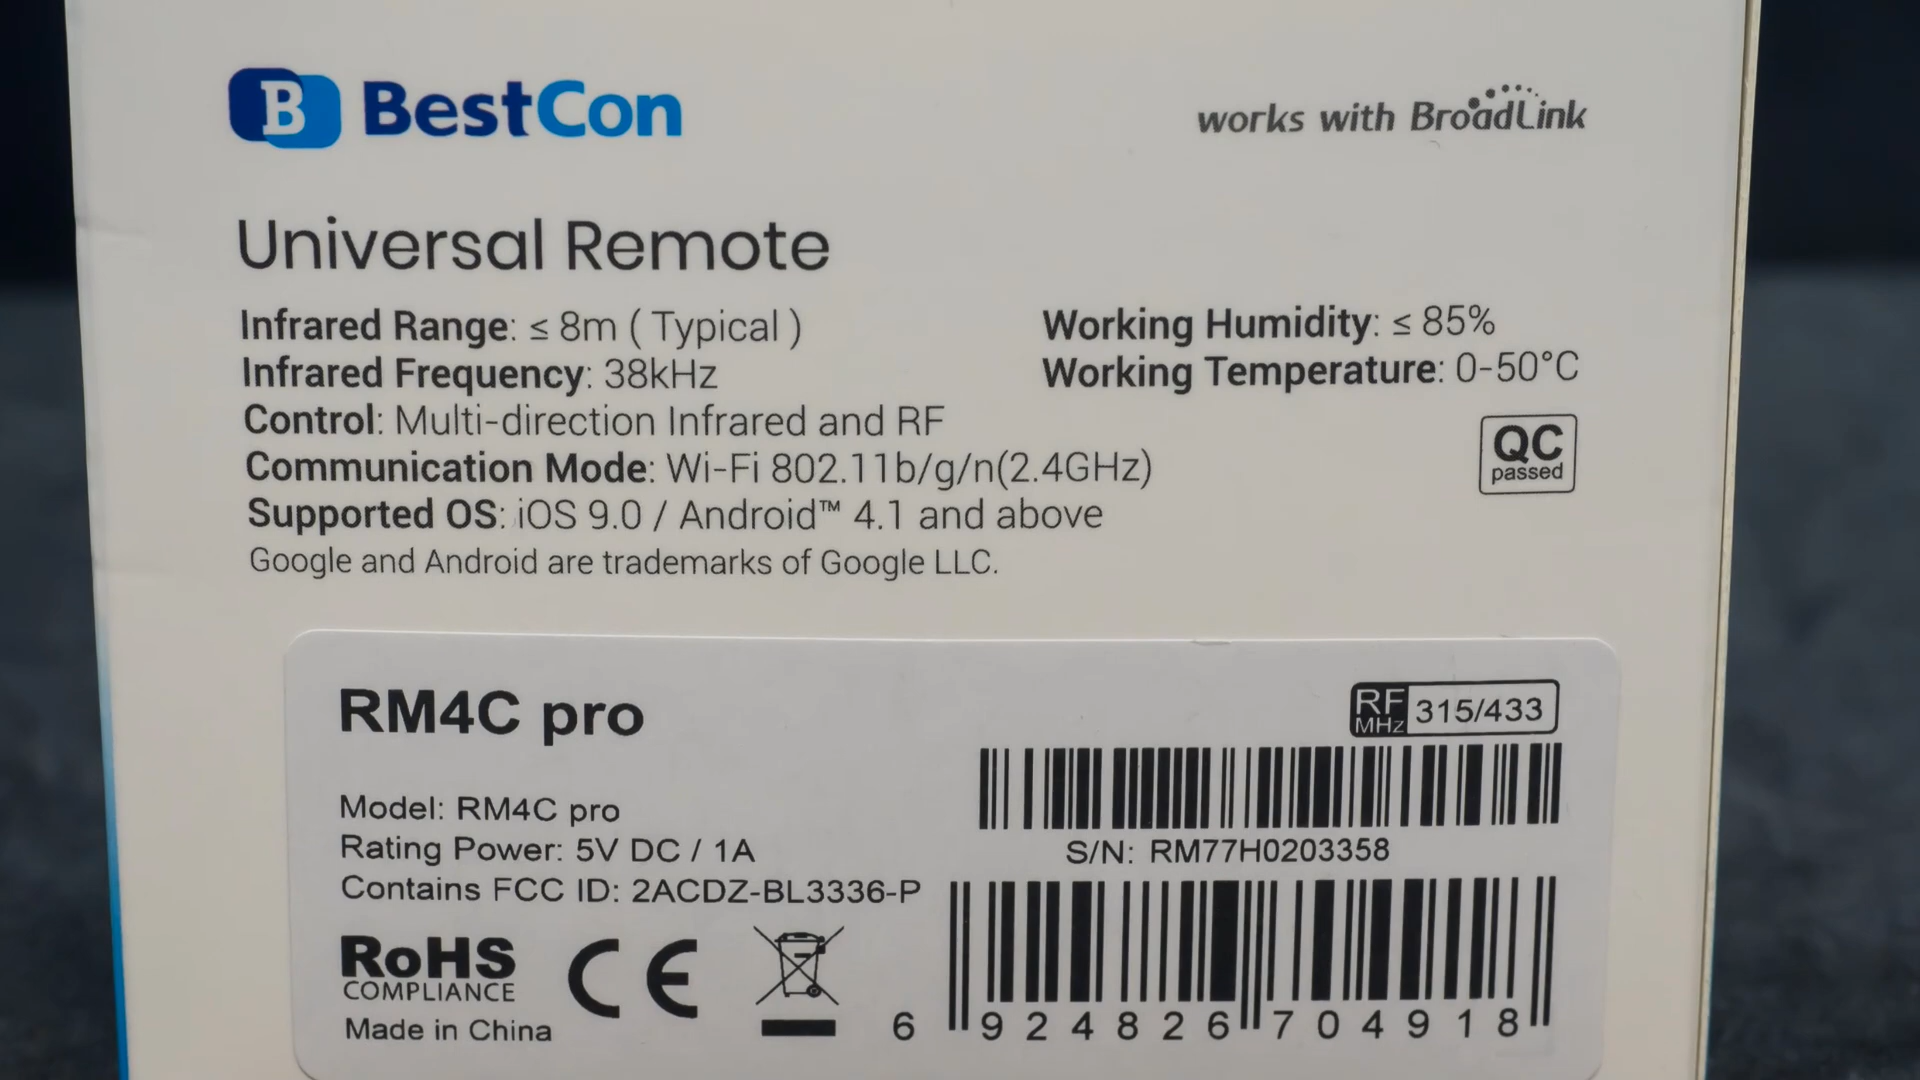 B BestCon
works with BroadLink
Universal Remote
Infrared Range: ≤ 8m ( Typical )
Infrared Frequency: 38kHz
Control: Multi-direction Infrared and RF
Communication Mode: Wi-Fi 802.11b/g/n(2.4GHz)
Supported OS: iOS 9.0 / Android™ 4.1 and above
Google and Android are trademarks of Google LLC.
Working Humidity: ≤ 85%
Working Temperature: 0-50°C
QC
passed
RM4C pro
RF
MHz
315/433
Model: RM4C pro
Rating Power: 5V DC / 1A
Contains FCC ID: 2ACDZ-BL3336-P
S/N: RM77H0203358
RoHS
COMPLIANCE
CE
Made in China
6 924826 704918